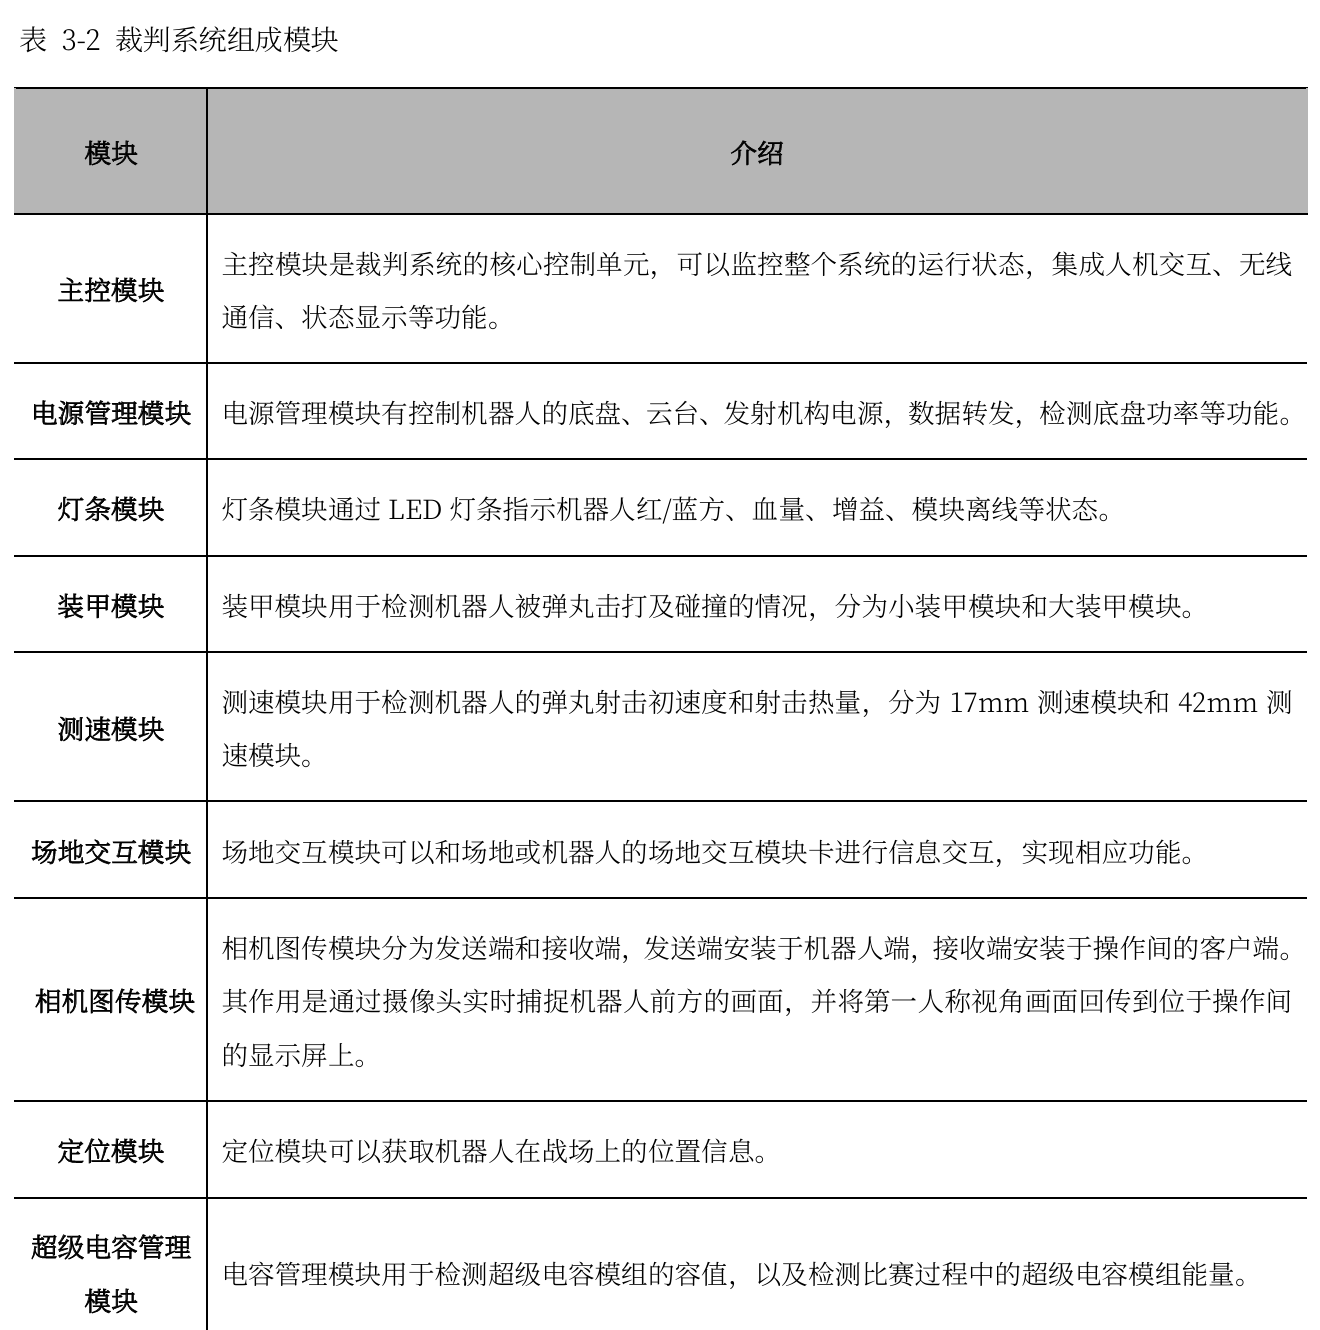 表 3-2 裁判系统组成模块
模块
介绍
主控模块
主控模块是裁判系统的核心控制单元，可以监控整个系统的运行状态，集成人机交互、无线
通信、状态显示等功能。
电源管理模块
电源管理模块有控制机器人的底盘、云台、发射机构电源，数据转发，检测底盘功率等功能。
灯条模块
灯条模块通过 LED 灯条指示机器人红/蓝方、血量、增益、模块离线等状态。
装甲模块
装甲模块用于检测机器人被弹丸击打及碰撞的情况，分为小装甲模块和大装甲模块。
测速模块
测速模块用于检测机器人的弹丸射击初速度和射击热量，分为 17mm 测速模块和 42mm 测
速模块。
场地交互模块
场地交互模块可以和场地或机器人的场地交互模块卡进行信息交互，实现相应功能。
相机图传模块
相机图传模块分为发送端和接收端，发送端安装于机器人端，接收端安装于操作间的客户端。
其作用是通过摄像头实时捕捉机器人前方的画面，并将第一人称视角画面回传到位于操作间
的显示屏上。
定位模块
定位模块可以获取机器人在战场上的位置信息。
超级电容管理
模块
电容管理模块用于检测超级电容模组的容值，以及检测比赛过程中的超级电容模组能量。